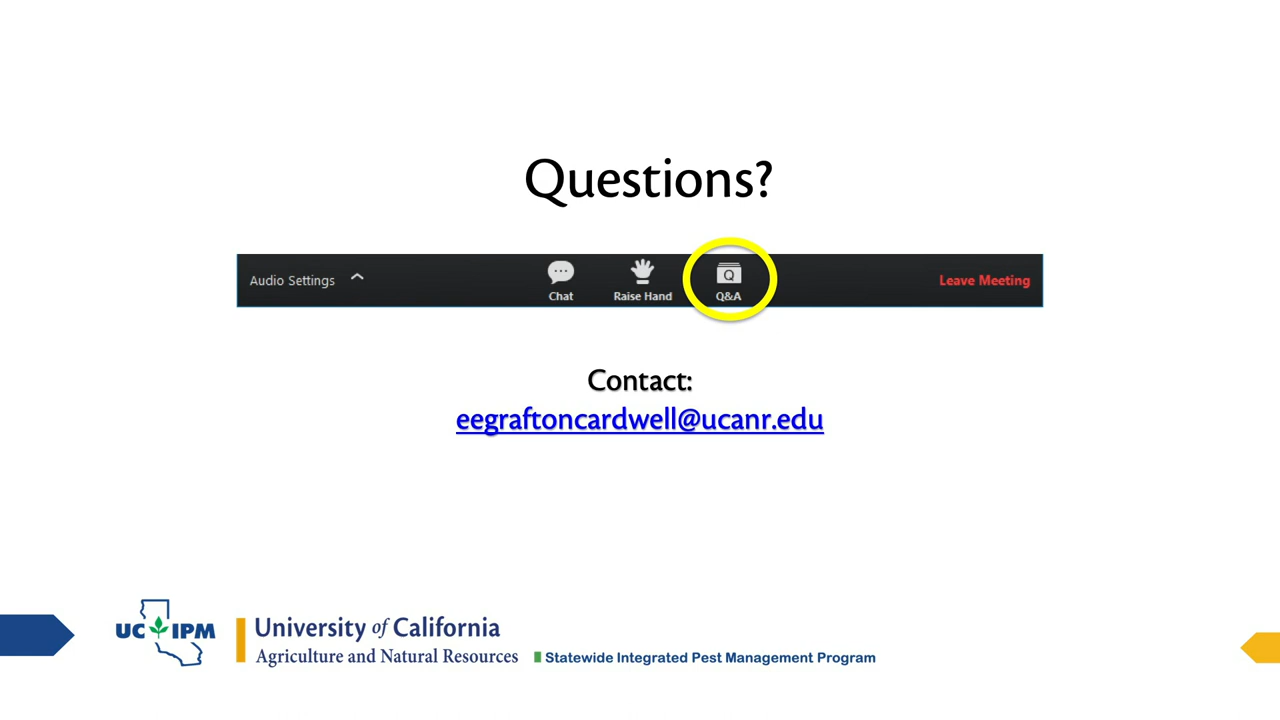 Questions?
Audio Settings
Chat
Raise Hand
Q
Q&A
Leave Meeting
Contact:
eegraftoncardwell@ucanr.edu
UC IPM
University of California
Agriculture and Natural Resources
Statewide Integrated Pest Management Program